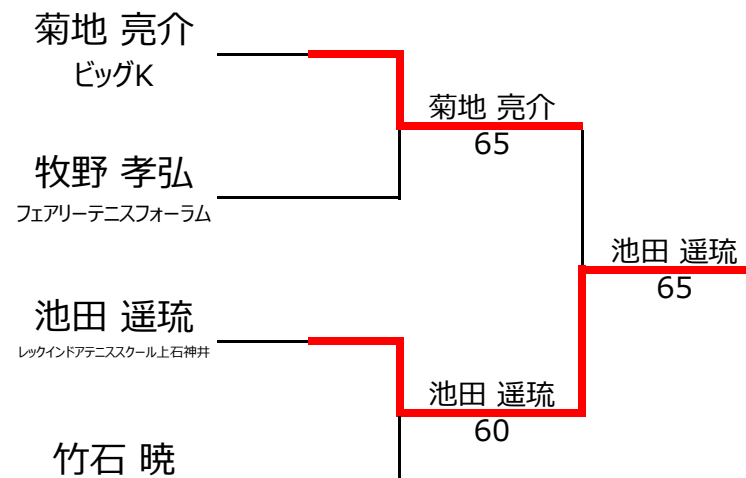 菊地 亮介
ビッグK
菊地 亮介
65
牧野 孝弘
フェアリーテニスフォーラム
池田 遥琉
65
池田 遥琉
レックインドアテニススクール上石神井
池田 遥琉
60
竹石 暁